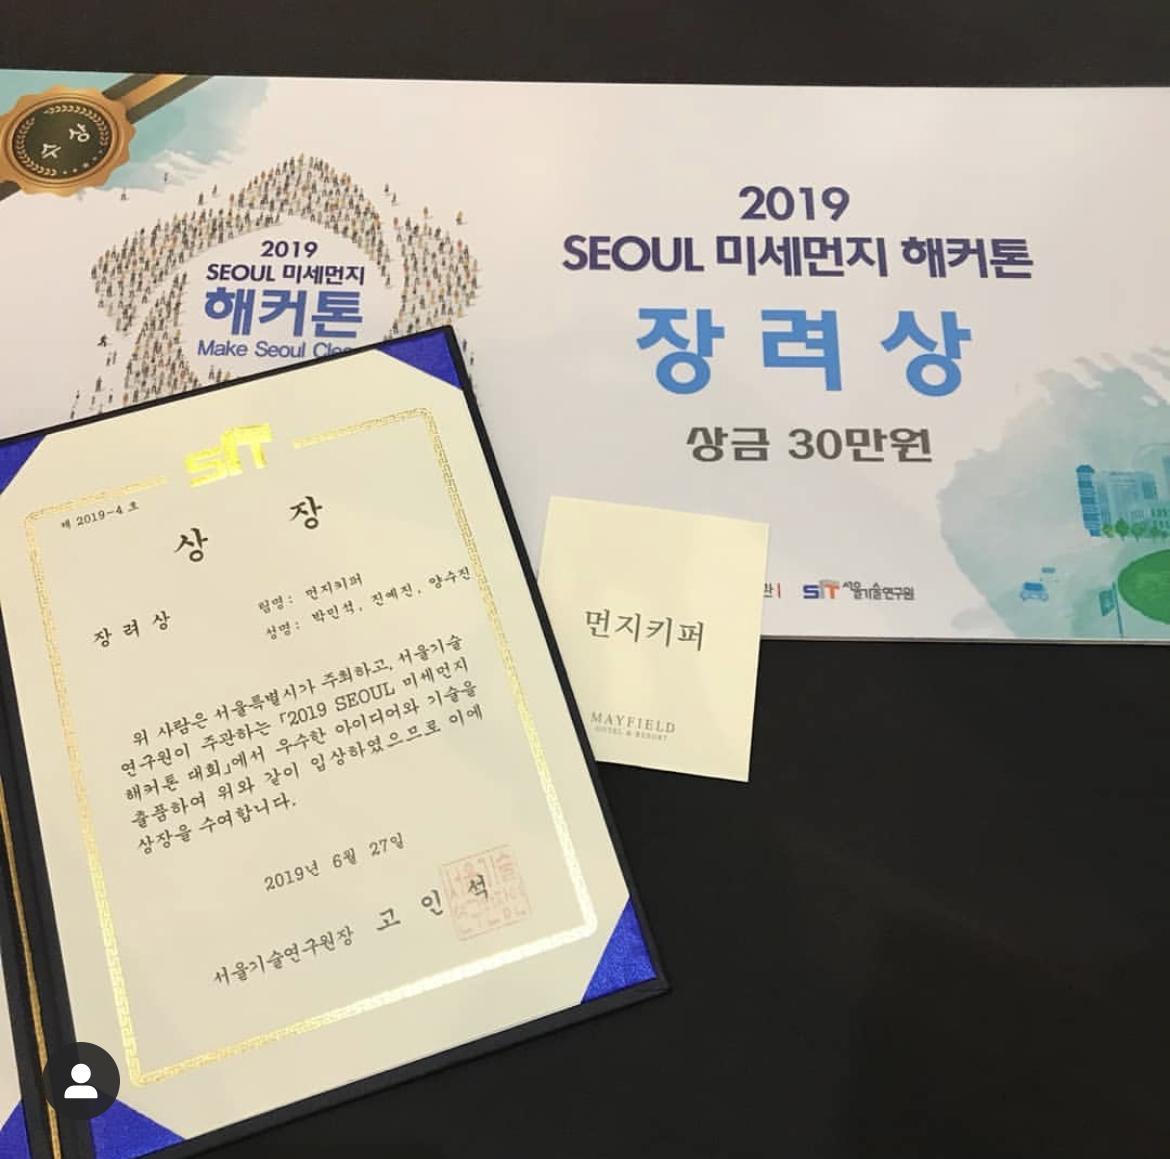 상장
2019
SEOUL 미세먼지
해커톤
Make Seoul Cle
2019
SEOUL 미세먼지 해커톤
장려상
상금 30만원
관 |
SIT 서울기술연구원
SIT
제 2019-4 호
상 장
장 려 상
팀명 : 먼지키퍼
성명 : 박민석, 진예진, 양수진
위 사람은 서울특별시가 주최하고, 서울기술
연구원이 주관하는 「2019 SEOUL 미세먼지
해커톤 대회」에서 우수한 아이디어와 기술을
출품하여 위와 같이 입상하였으므로 이에
상장을 수여합니다.
2019년 6월 27일
서울기술연구원장 고 인 석
서울기술
먼지키퍼
MAYFIELD
HOTEL & RESORT